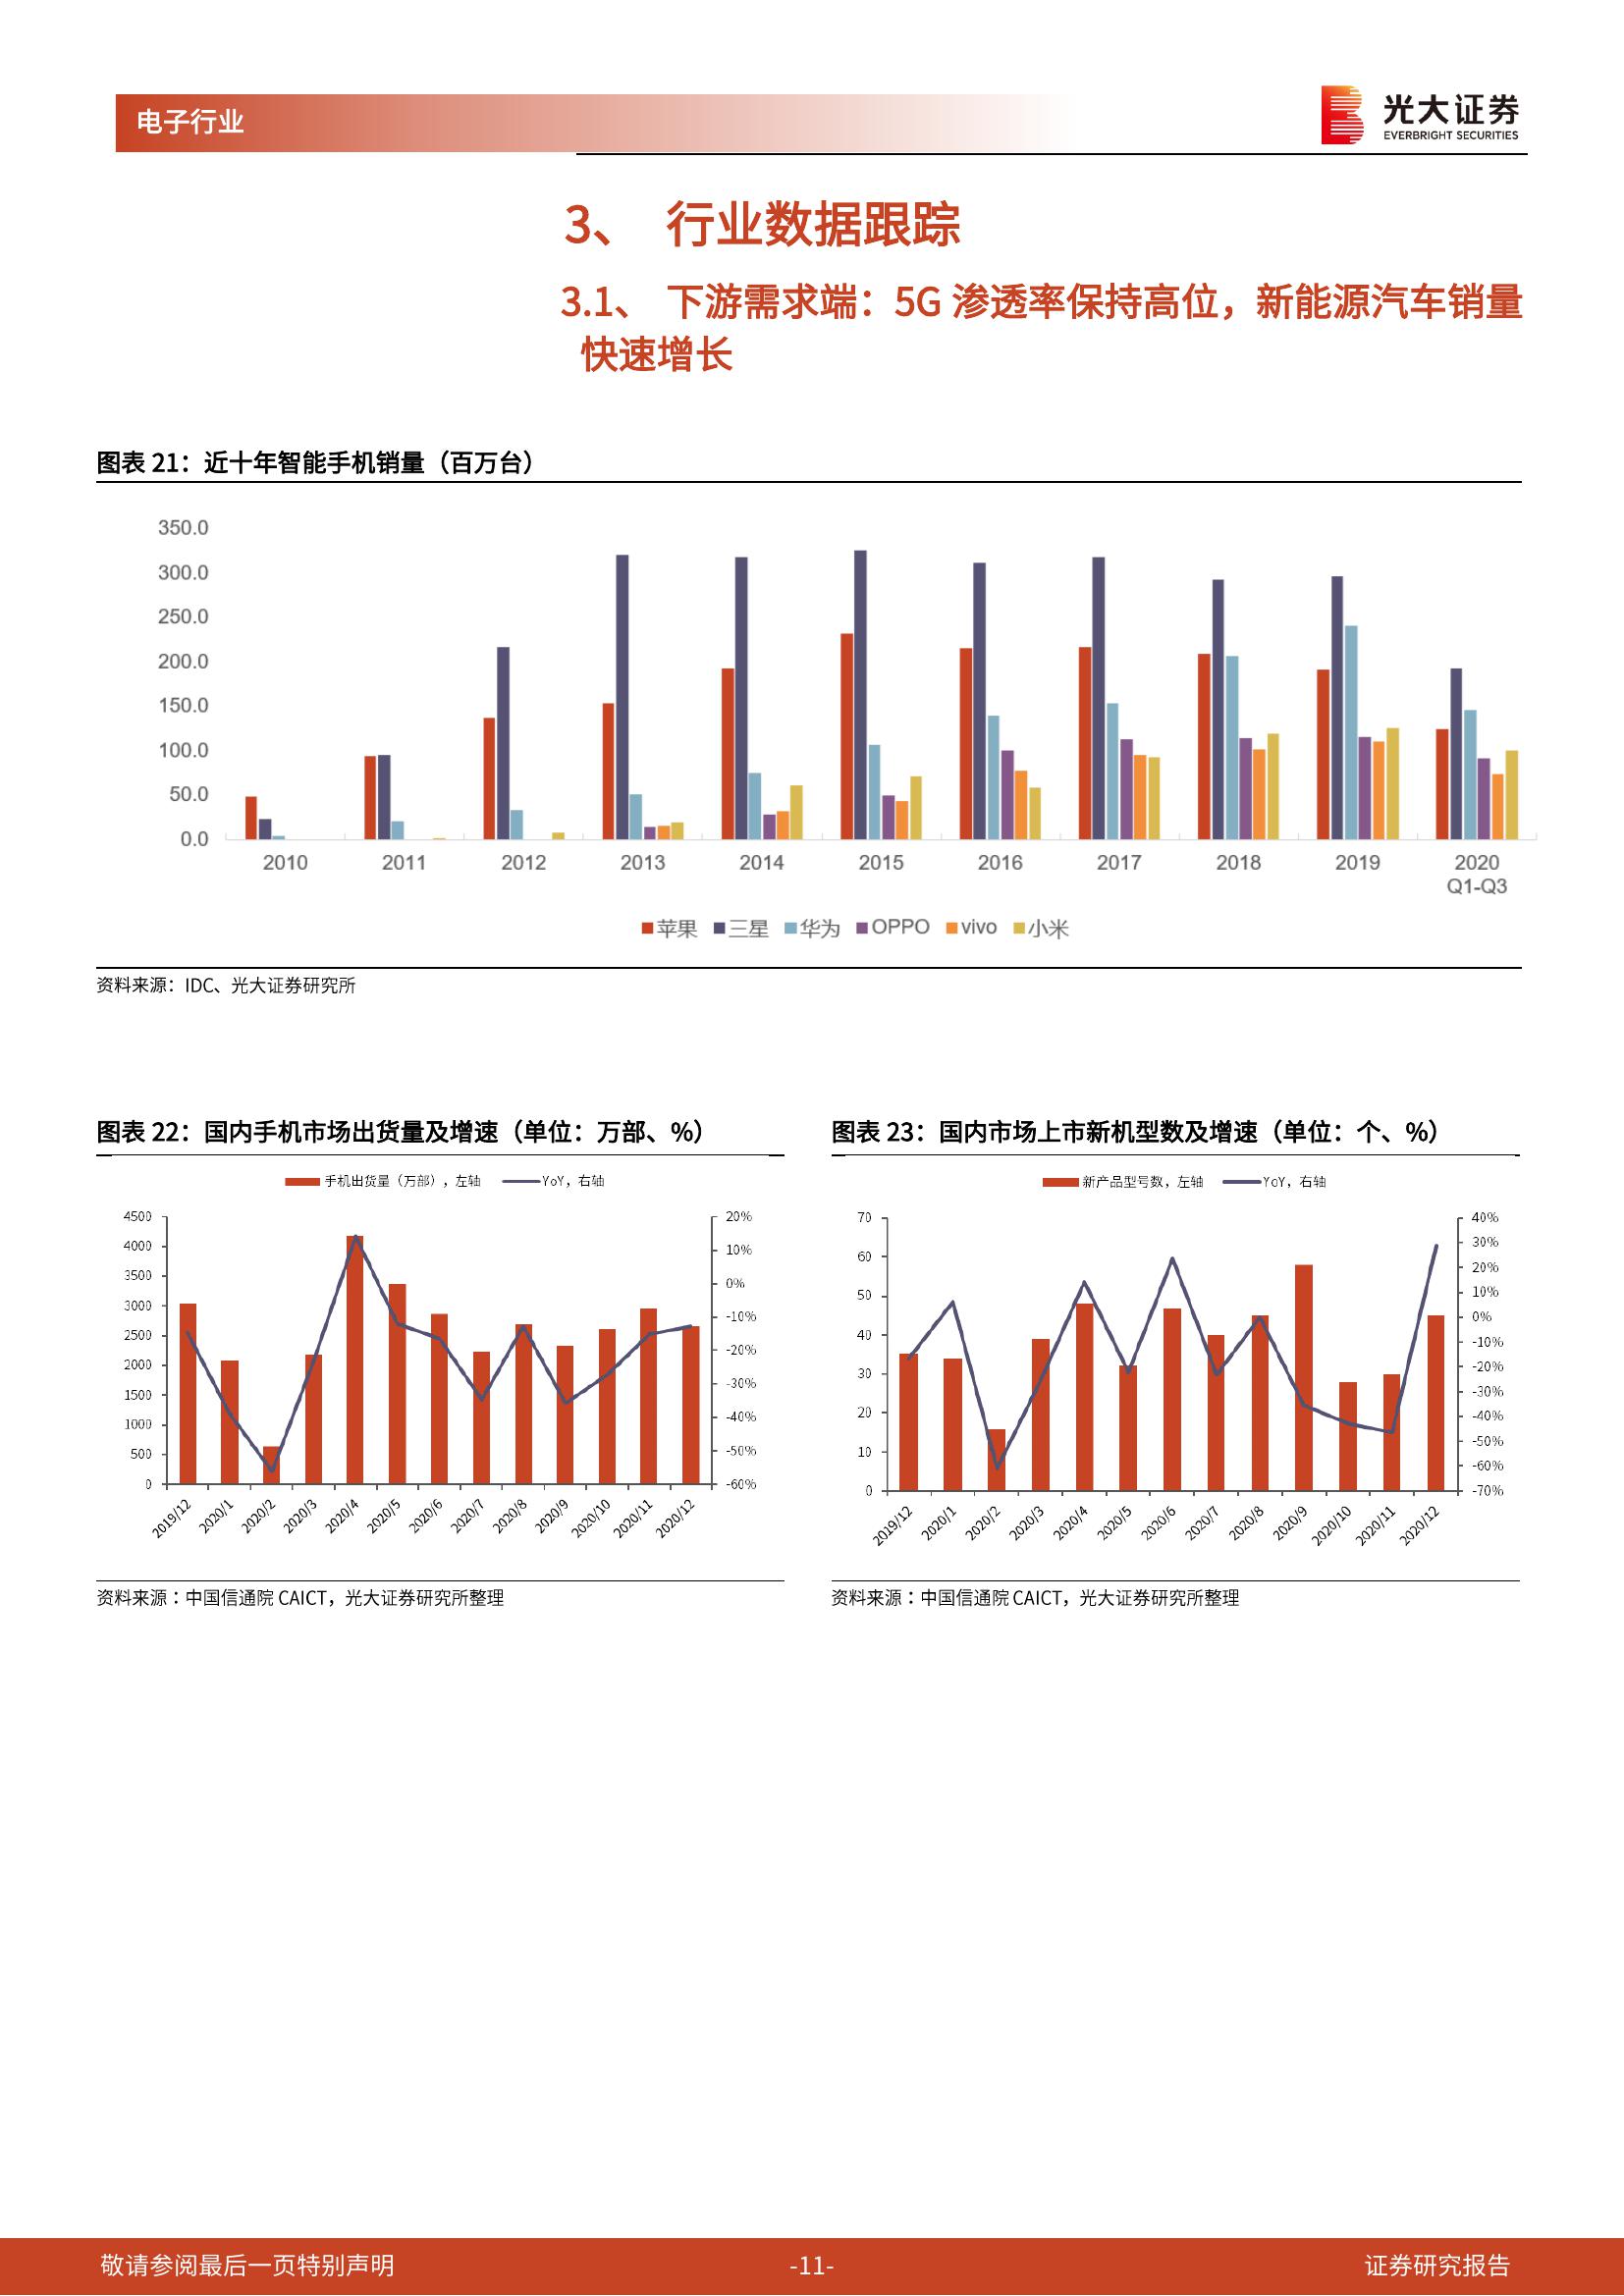 电子行业
光大证券
EVERBRIGHT SECURITIES
3、 行业数据跟踪
3.1、 下游需求端：5G 渗透率保持高位，新能源汽车销量
快速增长
图表 21：近十年智能手机销量（百万台）
350.0
300.0
250.0
200.0
150.0
100.0
50.0
0.0
2010 2011 2012 2013 2014 2015 2016 2017 2018 2019 2020
Q1-Q3
苹果 三星 华为 OPPO vivo 小米
资料来源：IDC、光大证券研究所
图表 22：国内手机市场出货量及增速（单位：万部、%）
手机出货量（万部），左轴 YoY，右轴
4500
4000
3500
3000
2500
2000
1500
1000
500
0
20%
10%
0%
-10%
-20%
-30%
-40%
-50%
-60%
2019/12 2020/1 2020/2 2020/3 2020/4 2020/5 2020/6 2020/7 2020/8 2020/9 2020/10 2020/11 2020/12
资料来源：中国信通院 CAICT，光大证券研究所整理
图表 23：国内市场上市新机型数及增速（单位：个、%）
新产品型号数，左轴 YoY，右轴
70
60
50
40
30
20
10
0
40%
30%
20%
10%
0%
-10%
-20%
-30%
-40%
-50%
-60%
-70%
2019/12 2020/1 2020/2 2020/3 2020/4 2020/5 2020/6 2020/7 2020/8 2020/9 2020/10 2020/11 2020/12
资料来源：中国信通院 CAICT，光大证券研究所整理
敬请参阅最后一页特别声明 -11- 证券研究报告